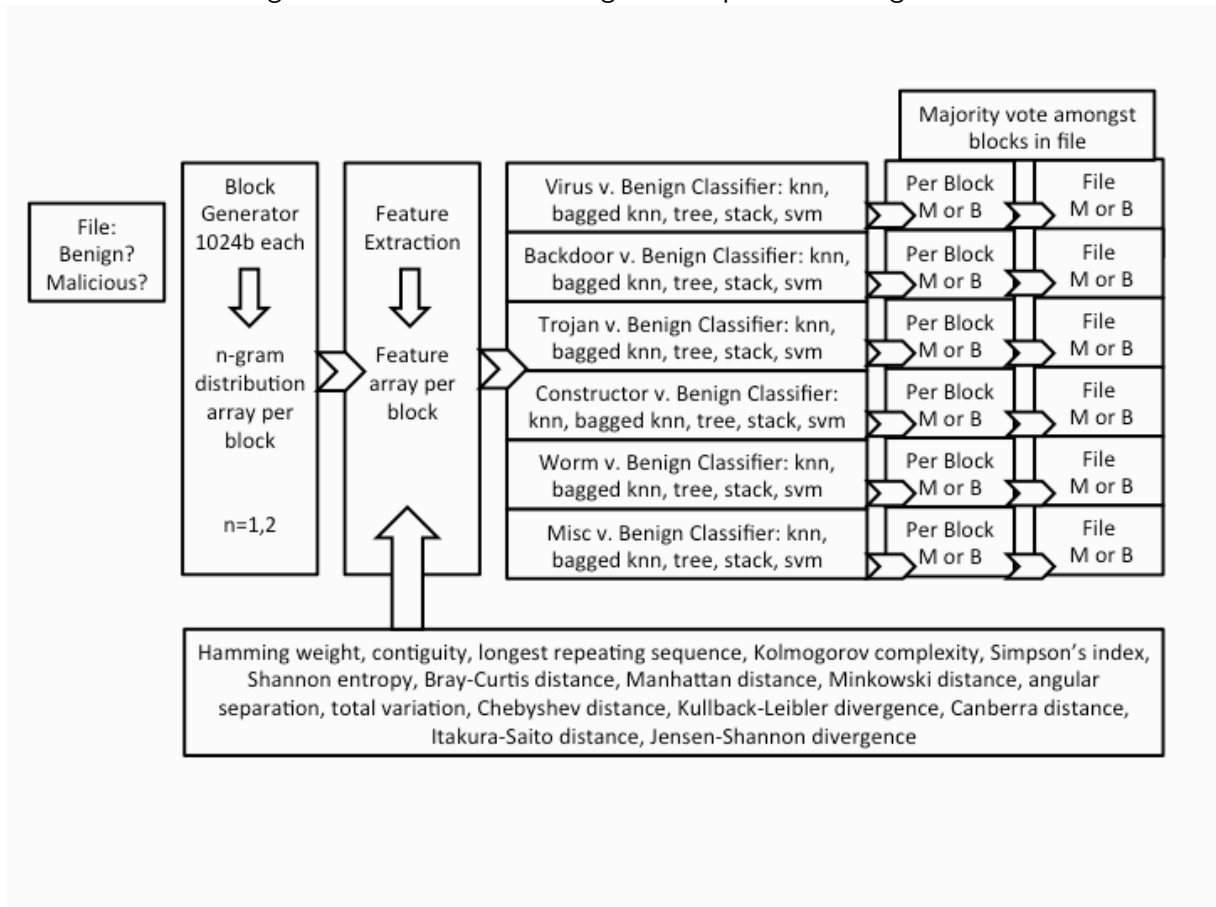 File:
Benign?
Malicious?
Block
Generator
1024b each
n-gram
distribution
array per
block
n=1,2
Feature
Extraction
Feature
array per
block
Majority vote amongst
blocks in file
Virus v. Benign Classifier: knn,
bagged knn, tree, stack, svm
Per Block
M or B
File
M or B
Backdoor v. Benign Classifier: knn,
bagged knn, tree, stack, svm
Per Block
M or B
File
M or B
Trojan v. Benign Classifier: knn,
bagged knn, tree, stack, svm
Per Block
M or B
File
M or B
Constructor v. Benign Classifier:
knn, bagged knn, tree, stack, svm
Per Block
M or B
File
M or B
Worm v. Benign Classifier: knn,
bagged knn, tree, stack, svm
Per Block
M or B
File
M or B
Misc v. Benign Classifier: knn,
bagged knn, tree, stack, svm
Per Block
M or B
File
M or B
Hamming weight, contiguity, longest repeating sequence, Kolmogorov complexity, Simpson's index,
Shannon entropy, Bray-Curtis distance, Manhattan distance, Minkowski distance, angular
separation, total variation, Chebyshev distance, Kullback-Leibler divergence, Canberra distance,
Itakura-Saito distance, Jensen-Shannon divergence